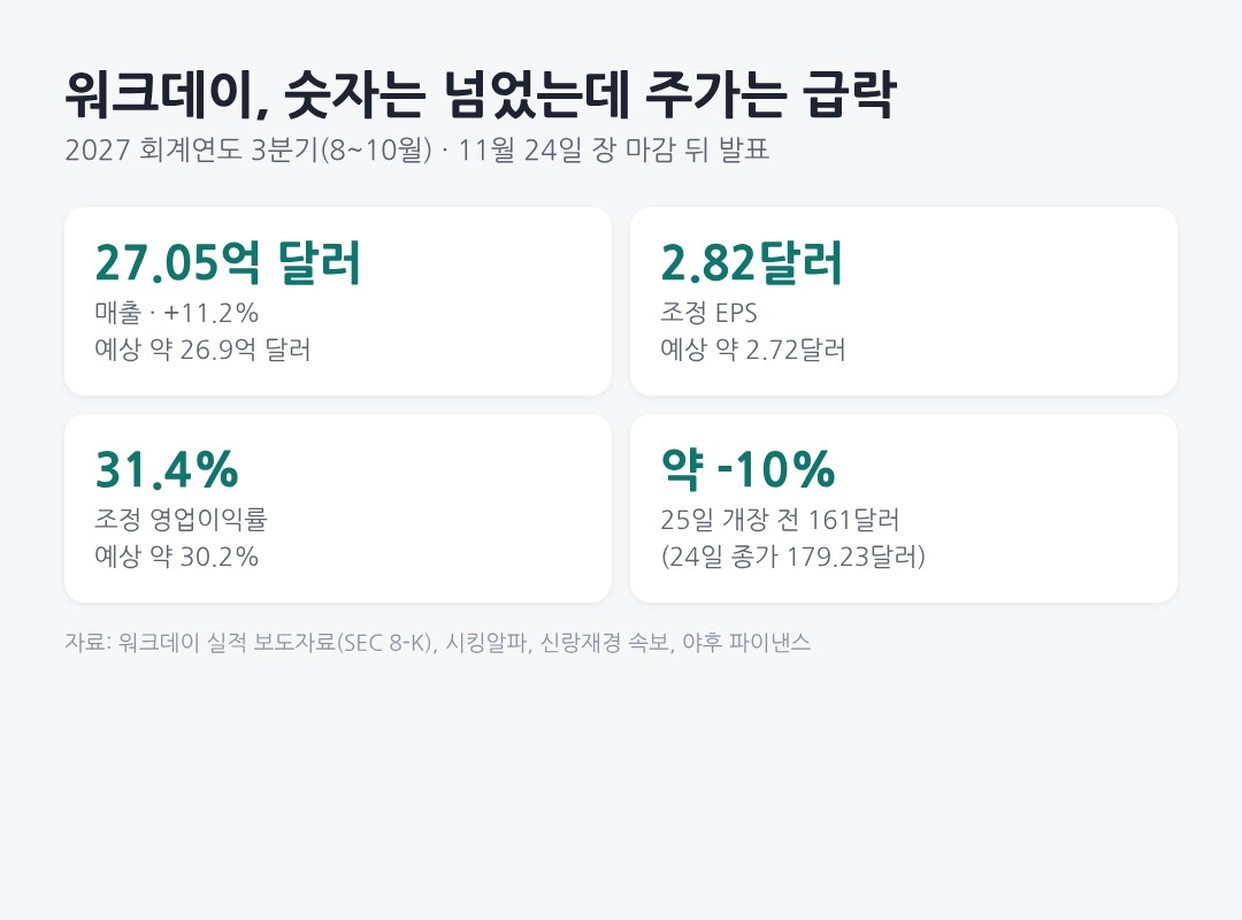 워크데이, 숫자는 넘었는데 주가는 급락
2027 회계연도 3분기(8~10월) · 11월 24일 장 마감 뒤 발표
27.05억 달러
매출 · +11.2%
예상 약 26.9억 달러
2.82달러
조정 EPS
예상 약 2.72달러
31.4%
조정 영업이익률
예상 약 30.2%
약 -10%
25일 개장 전 161달러
(24일 종가 179.23달러)
자료: 워크데이 실적 보도자료(SEC 8-K), 시킹알파, 신랑재경 속보, 야후 파이낸스